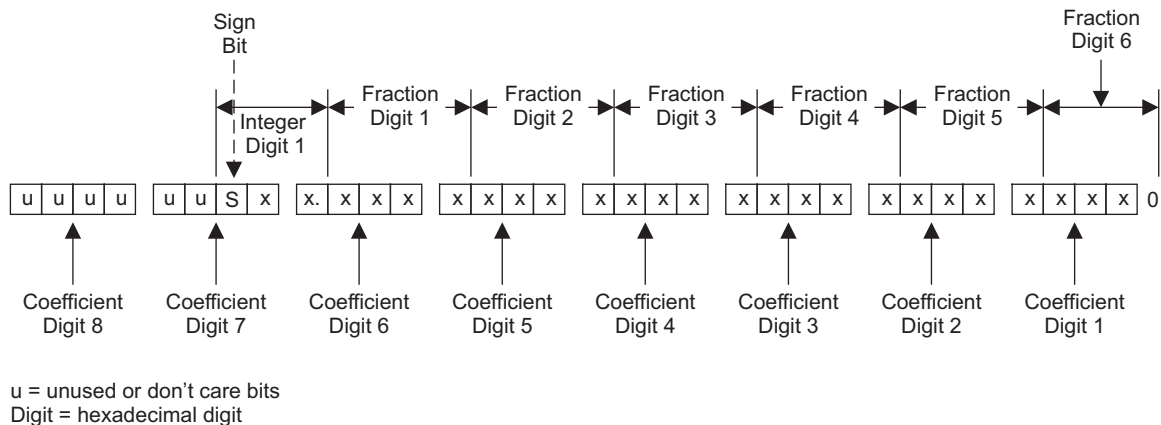 Sign
Bit
Fraction
Digit 6
Integer
Digit 1
Fraction
Digit 1
Fraction
Digit 2
Fraction
Digit 3
Fraction
Digit 4
Fraction
Digit 5
u u u u u u S x x. x x x x x x x x x x x x x x x x x x x x x x x 0
Coefficient
Digit 8
Coefficient
Digit 7
Coefficient
Digit 6
Coefficient
Digit 5
Coefficient
Digit 4
Coefficient
Digit 3
Coefficient
Digit 2
Coefficient
Digit 1
u = unused or don’t care bits
Digit = hexadecimal digit